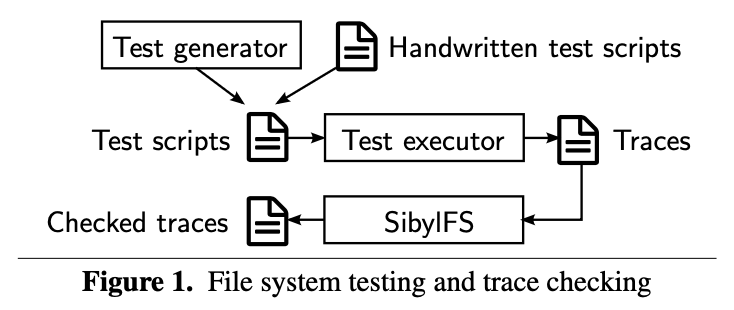 Test generator
Handwritten test scripts
Test scripts
Test executor
Traces
Checked traces
SibylFS
Figure 1. File system testing and trace checking